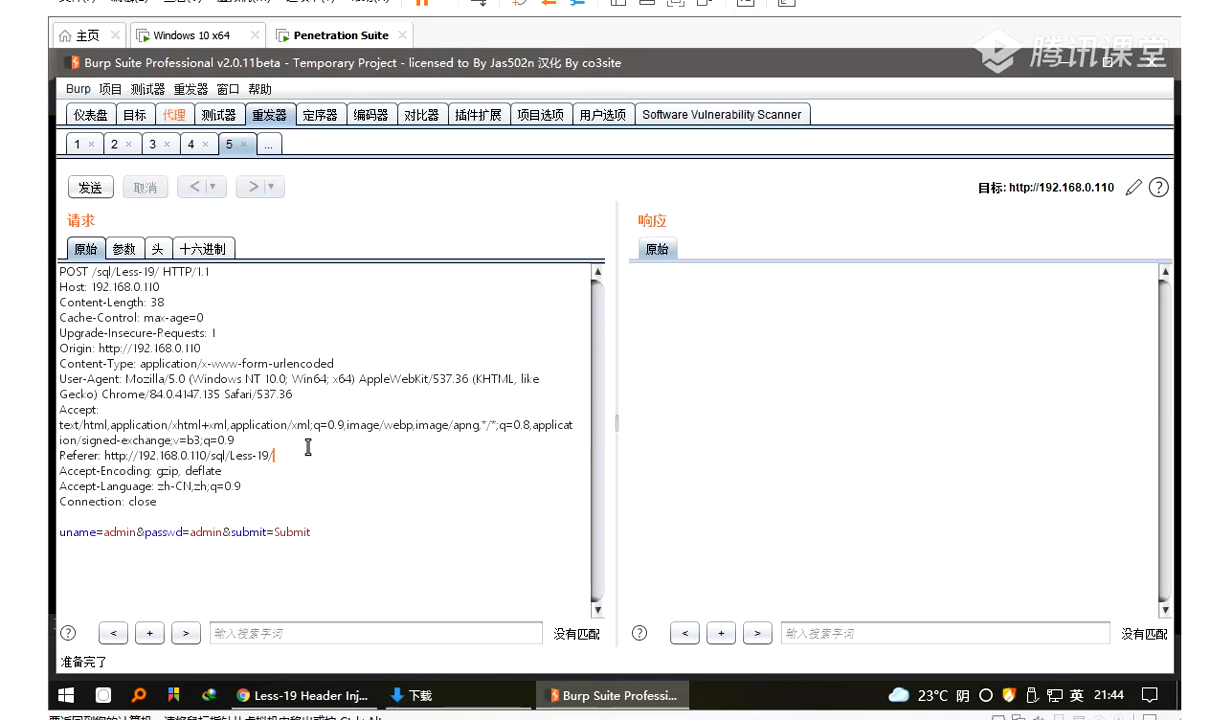 主页 Windows 10 x64 Penetration Suite
腾讯课堂
Burp Suite Professional v2.0.11beta - Temporary Project - licensed to By Jas502n 汉化 By co3site
Burp 项目 测试器 重发器 窗口 帮助
仪表盘 目标 代理 测试器 重发器 定序器 编码器 对比器 插件扩展 项目选项 用户选项 Software Vulnerability Scanner
1 × 2 × 3 × 4 × 5 × ...
发送 取消 < > 目标: http://192.168.0.110
请求 响应
原始 参数 头 十六进制 原始
POST /sql/Less-19/ HTTP/1.1
Host: 192.168.0.110
Content-Length: 38
Cache-Control: max-age=0
Upgrade-Insecure-Requests: 1
Origin: http://192.168.0.110
Content-Type: application/x-www-form-urlencoded
User-Agent: Mozilla/5.0 (Windows NT 10.0; Win64; x64) AppleWebKit/537.36 (KHTML, like
Gecko) Chrome/84.0.4147.135 Safari/537.36
Accept:
text/html,application/xhtml+xml,application/xml;q=0.9,image/webp,image/apng,*/*;q=0.8,applicat
ion/signed-exchange;v=b3;q=0.9
Referer: http://192.168.0.110/sql/Less-19/
Accept-Encoding: gzip, deflate
Accept-Language: zh-CN,zh;q=0.9
Connection: close
uname=admin&passwd=admin&submit=Submit
? < + > 输入搜索字词 没有匹配 ? < + > 输入搜索字词 没有匹配
准备完了
Less-19 Header Inj... 下载 Burp Suite Professi... 23°C 阴 英 21:44